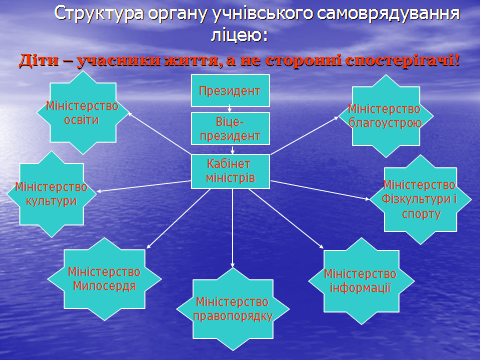 Структура органу учнівського самоврядування
ліцею:
Діти – учасники життя, а не сторонні спостерігачі!
Президент
Віце-
президент
Кабінет
міністрів
Міністерство
освіти
Міністерство
благоустрою
Міністерство
культури
Міністерство
Фізкультури і
спорту
Міністерство
Милосердя
Міністерство
правопорядку
Міністерство
інформації